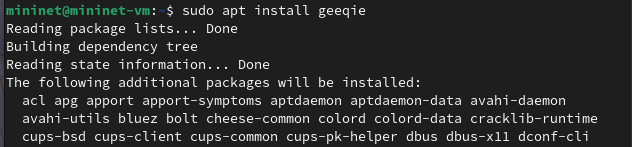 mininet@mininet-vm:~$ sudo apt install geeqie
Reading package lists... Done
Building dependency tree
Reading state information... Done
The following additional packages will be installed:
  acl apg apport apport-symptoms aptdaemon aptdaemon-data avahi-daemon
  avahi-utils bluez bolt cheese-common colord colord-data cracklib-runtime
  cups-bsd cups-client cups-common cups-pk-helper dbus dbus-x11 dconf-cli